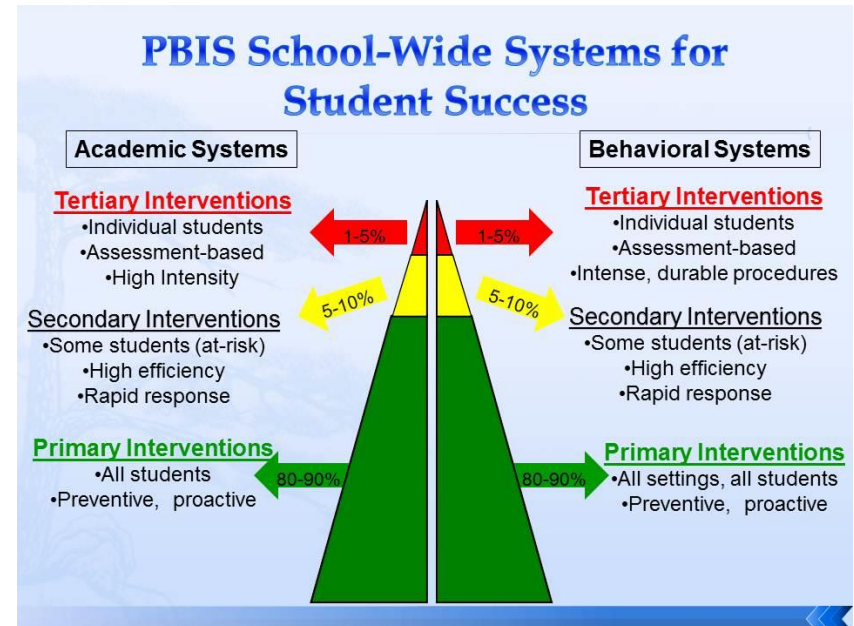 PBIS School-Wide Systems for
Student Success
Academic Systems
Tertiary Interventions
•Individual students
•Assessment-based
•High Intensity
1-5%
Secondary Interventions
•Some students (at-risk)
•High efficiency
•Rapid response
5-10%
Primary Interventions
•All students
•Preventive, proactive
80-90%
Behavioral Systems
Tertiary Interventions
•Individual students
•Assessment-based
•Intense, durable procedures
1-5%
Secondary Interventions
•Some students (at-risk)
•High efficiency
•Rapid response
5-10%
Primary Interventions
•All settings, all students
•Preventive, proactive
80-90%